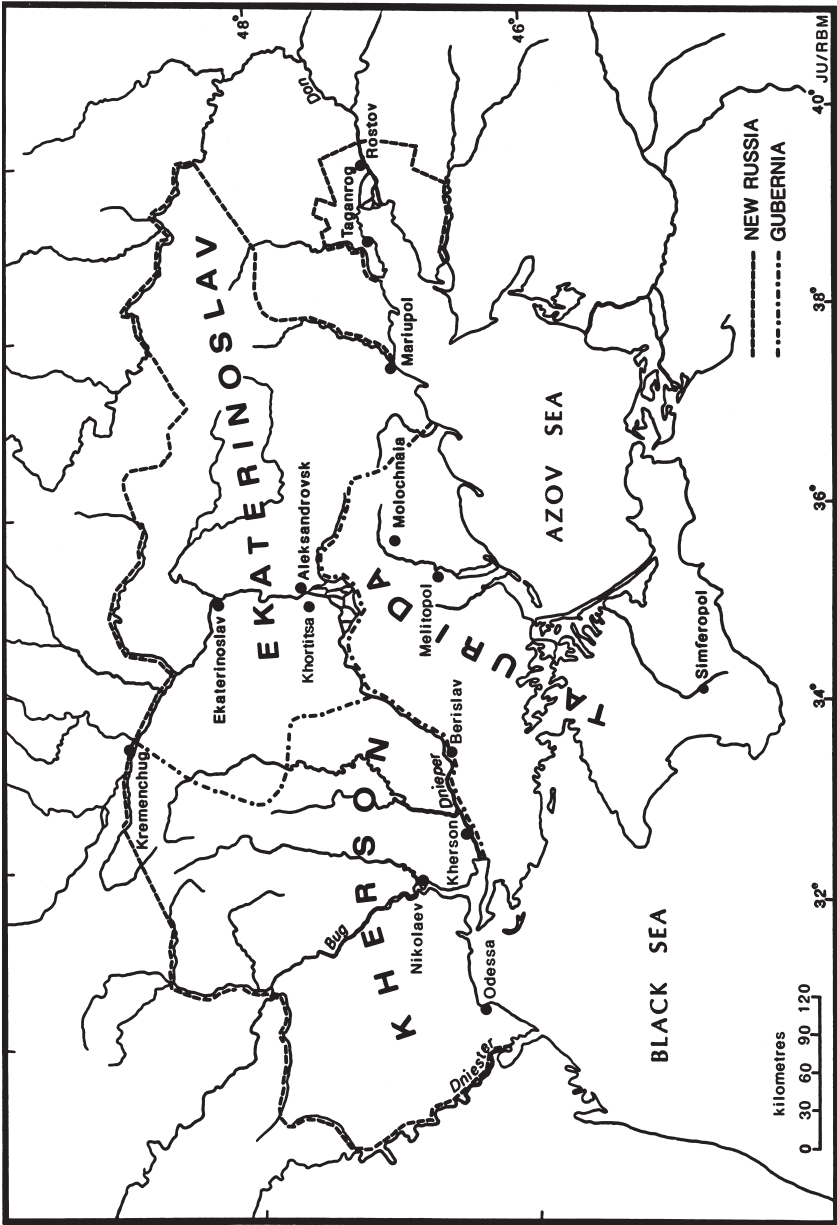 48°
46°
EKATERINOSLAV
KHERSON
TAURIDA
Don
Rostov
Taganrog
Mariupol
Aleksandrovsk
Molochnaia
Ekaterinoslav
Khortitsa
Melitopol
Kremenchug
Berislav
Dnieper
Kherson
Bug
Nikolaev
Odessa
Dniester
Simferopol
AZOV SEA
BLACK SEA
NEW RUSSIA
GUBERNIA
kilometres
0 30 60 90 120
32° 34° 36° 38° 40°
JU/RBM